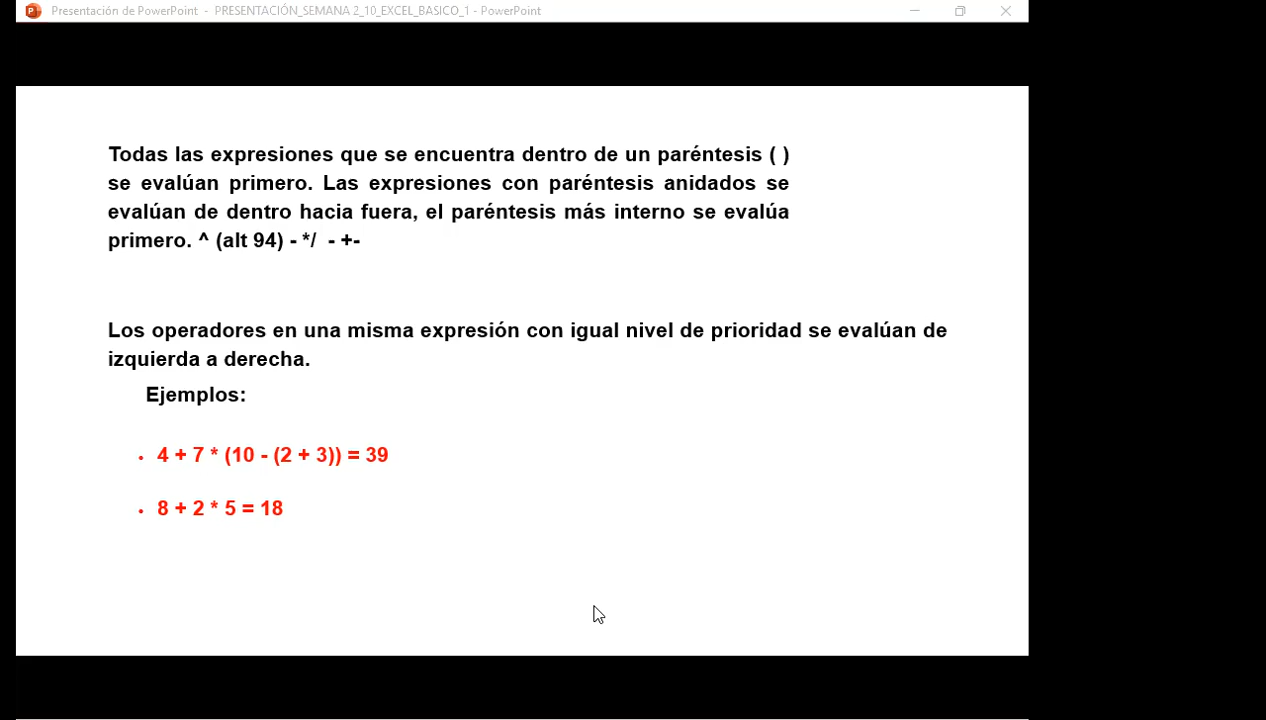 Presentación de PowerPoint - PRESENTACIÓN_SEMANA 2_10_EXCEL_BASICO_1 - PowerPoint
Todas las expresiones que se encuentra dentro de un paréntesis ( )
se evalúan primero. Las expresiones con paréntesis anidados se
evalúan de dentro hacia fuera, el paréntesis más interno se evalúa
primero. ^ (alt 94) - */ - +-
Los operadores en una misma expresión con igual nivel de prioridad se evalúan de
izquierda a derecha.
Ejemplos:
• 4 + 7 * (10 - (2 + 3)) = 39
• 8 + 2 * 5 = 18